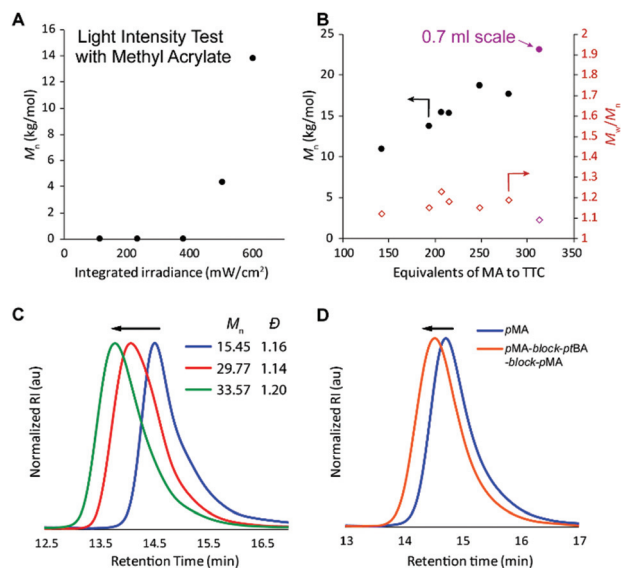 A
Light Intensity Test
with Methyl Acrylate
16
14
12
10
8
6
4
2
0
0 200 400 600 800
Mn (kg/mol)
Integrated irradiance (mW/cm²)
B
0.7 ml scale
25
20
15
10
5
0
100 150 200 250 300 350
Mn (kg/mol)
Equivalents of MA to TTC
2
1.9
1.8
1.7
1.6
1.5
1.4
1.3
1.2
1.1
1
Mw/Mn
C
Mn Đ
15.45 1.16
29.77 1.14
33.57 1.20
Normalized RI (au)
12.5 13.5 14.5 15.5 16.5
Retention Time (min)
D
pMA
pMA-block-ptBA
-block-pMA
Normalized RI (au)
13 14 15 16 17
Retention time (min)